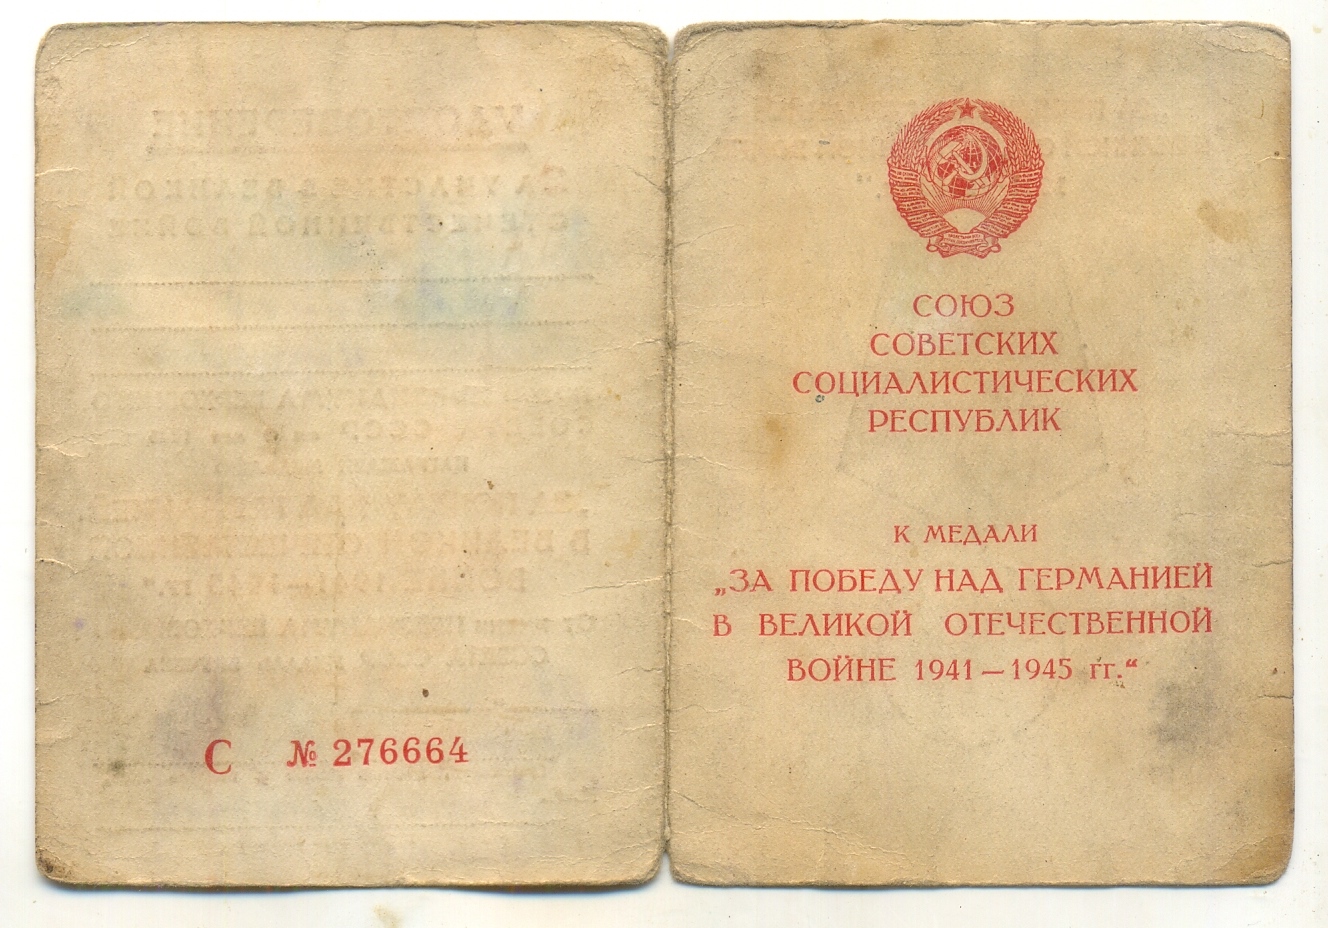 С № 276664
СОЮЗ
СОВЕТСКИХ
СОЦИАЛИСТИЧЕСКИХ
РЕСПУБЛИК
К МЕДАЛИ
„ЗА ПОБЕДУ НАД ГЕРМАНИЕЙ
В ВЕЛИКОЙ ОТЕЧЕСТВЕННОЙ
ВОЙНЕ 1941—1945 гг.“